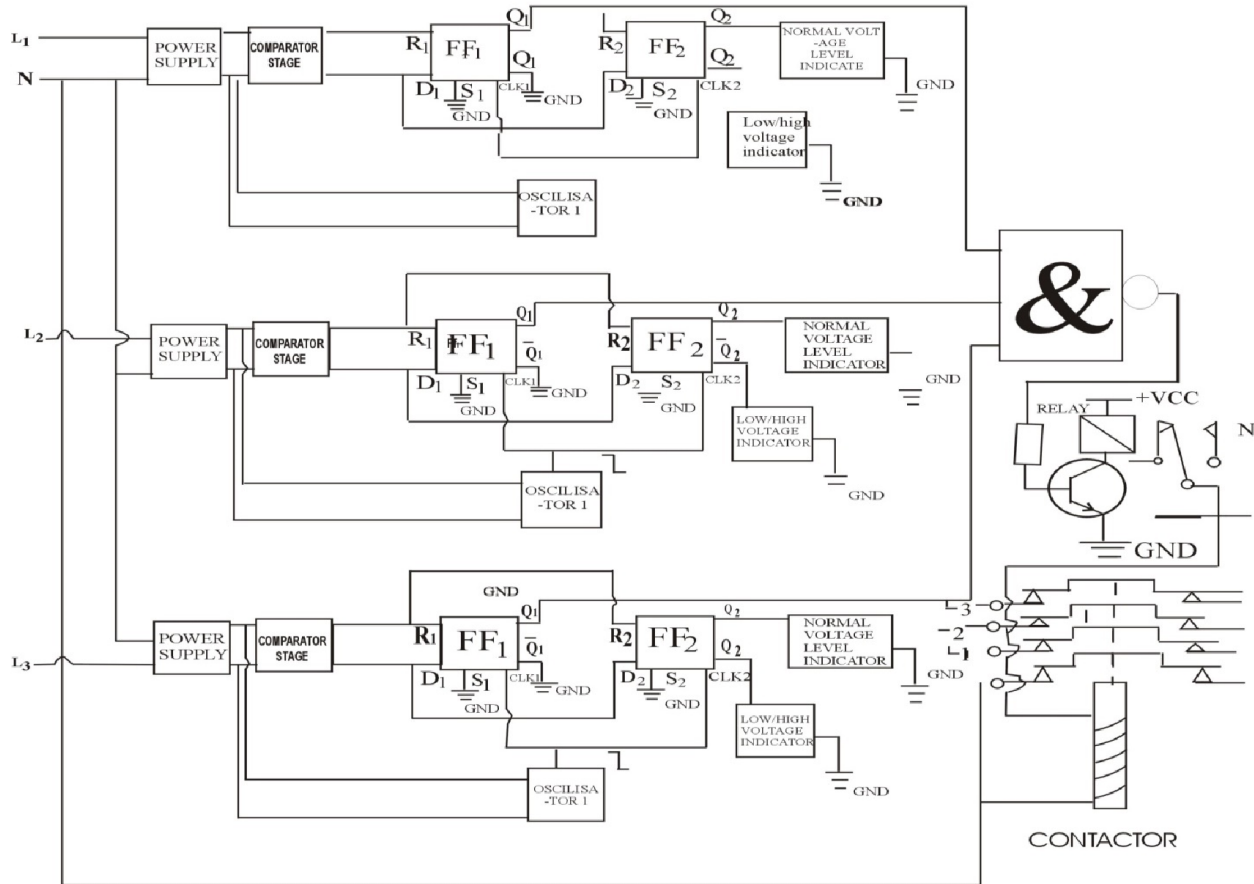 L1
N
POWER
SUPPLY
COMPARATOR
STAGE
R1
FF1
Q1
Q1
D1
S1
CLK1
GND
GND
R2
FF2
Q2
Q2
D2
S2
CLK2
GND
NORMAL VOLT
-AGE
LEVEL
INDICATE
GND
Low/high
voltage
indicator
GND
OSCILISA
-TOR 1
&
L2
POWER
SUPPLY
COMPARATOR
STAGE
R1
FF1
Q1
Q̅1
D1
S1
CLK1
GND
GND
R2
FF2
Q2
Q̅2
D2
S2
CLK2
GND
NORMAL
VOLTAGE
LEVEL
INDICATOR
GND
LOW/HIGH
VOLTAGE
INDICATOR
GND
OSCILISA
-TOR 1
RELAY
+VCC
N
GND
L3
POWER
SUPPLY
COMPARATOR
STAGE
GND
R1
FF1
Q1
Q̅1
D1
S1
CLK1
GND
GND
R2
FF2
Q2
Q2
D2
S2
CLK2
GND
NORMAL
VOLTAGE
LEVEL
INDICATOR
GND
LOW/HIGH
VOLTAGE
INDICATOR
GND
OSCILISA
-TOR 1
3
2
1
CONTACTOR